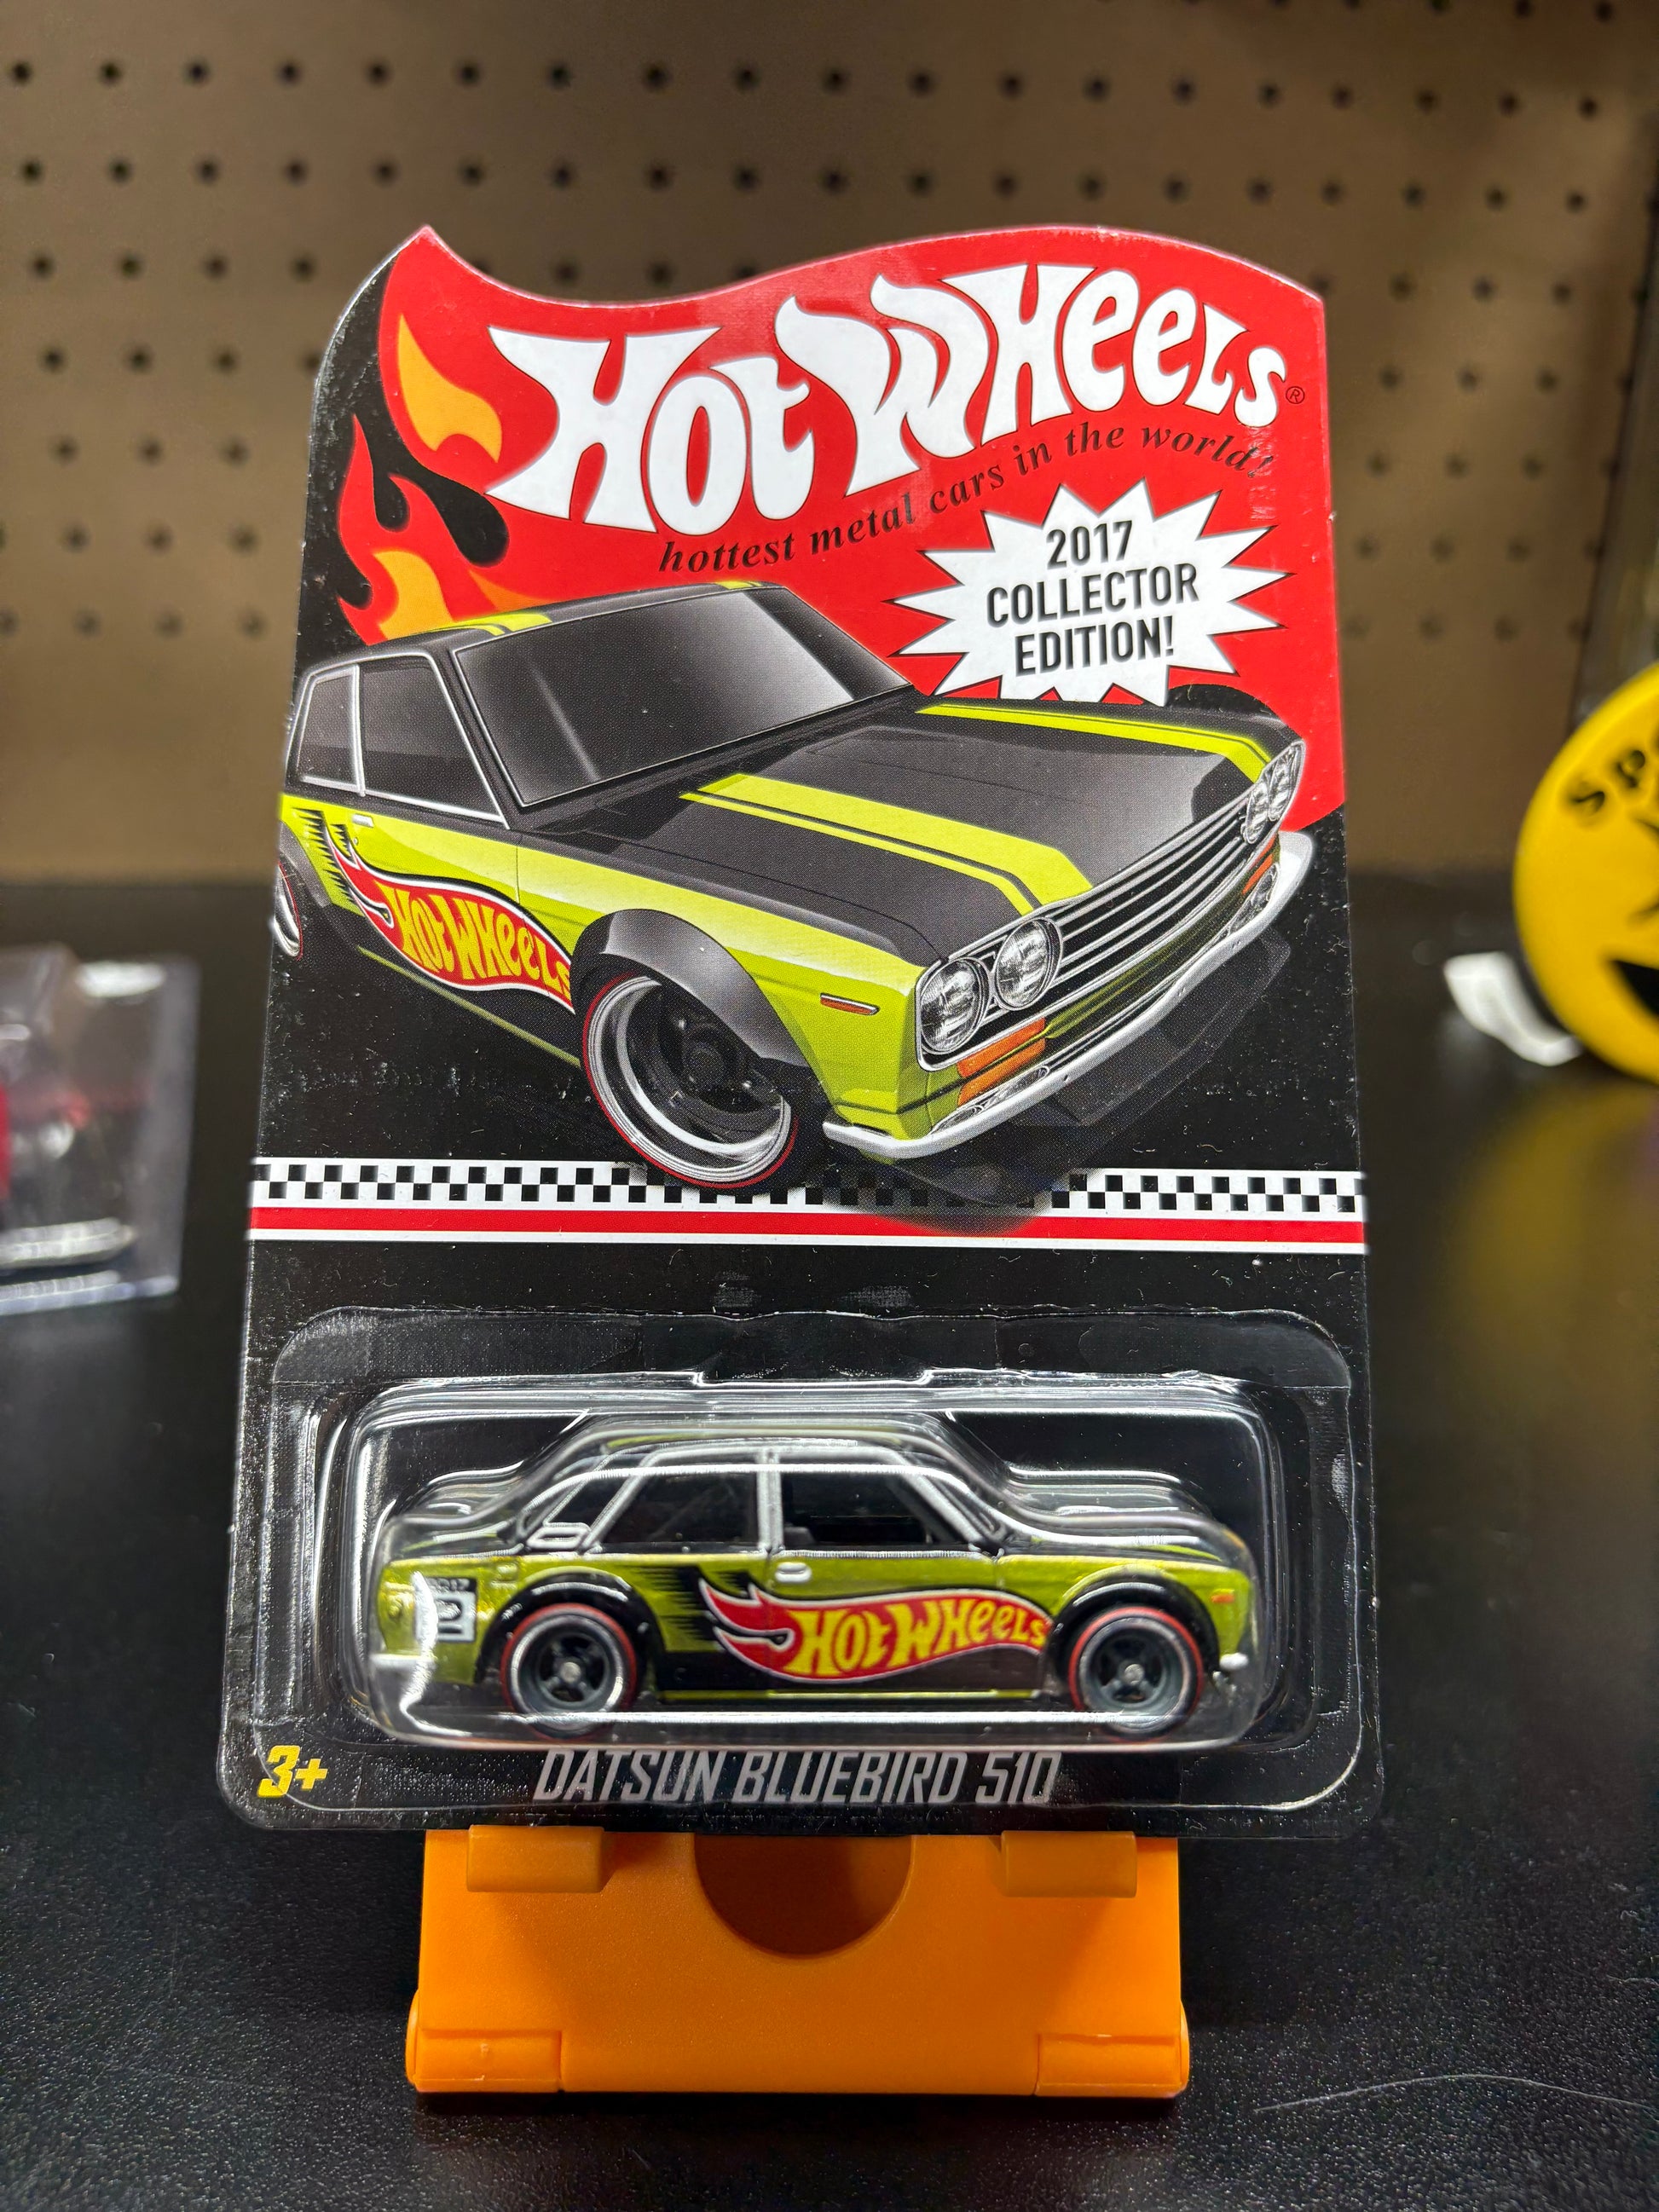 Hot Wheels®
hottest metal cars in the world!
2017
COLLECTOR
EDITION!
Hot Wheels
Hot Wheels
3+
DATSUN BLUEBIRD 510